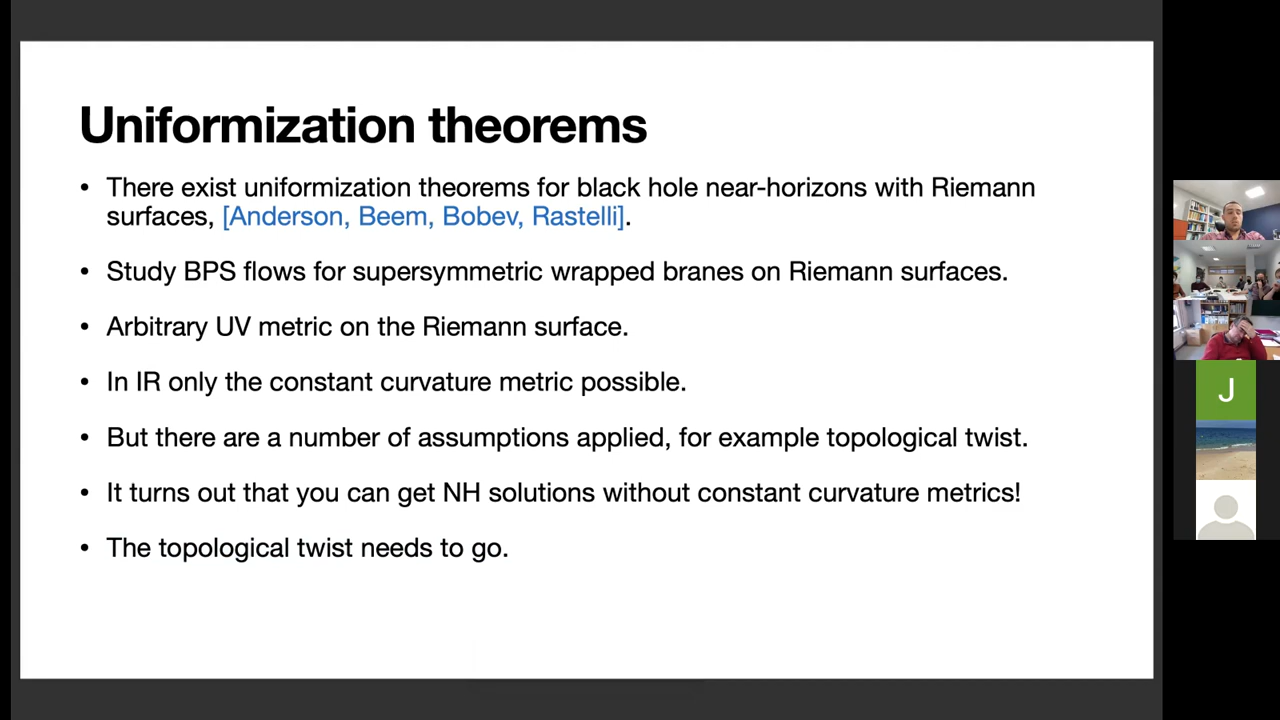 Uniformization theorems
• There exist uniformization theorems for black hole near-horizons with Riemann
surfaces, [Anderson, Beem, Bobev, Rastelli].
• Study BPS flows for supersymmetric wrapped branes on Riemann surfaces.
• Arbitrary UV metric on the Riemann surface.
• In IR only the constant curvature metric possible.
• But there are a number of assumptions applied, for example topological twist.
• It turns out that you can get NH solutions without constant curvature metrics!
• The topological twist needs to go.
J